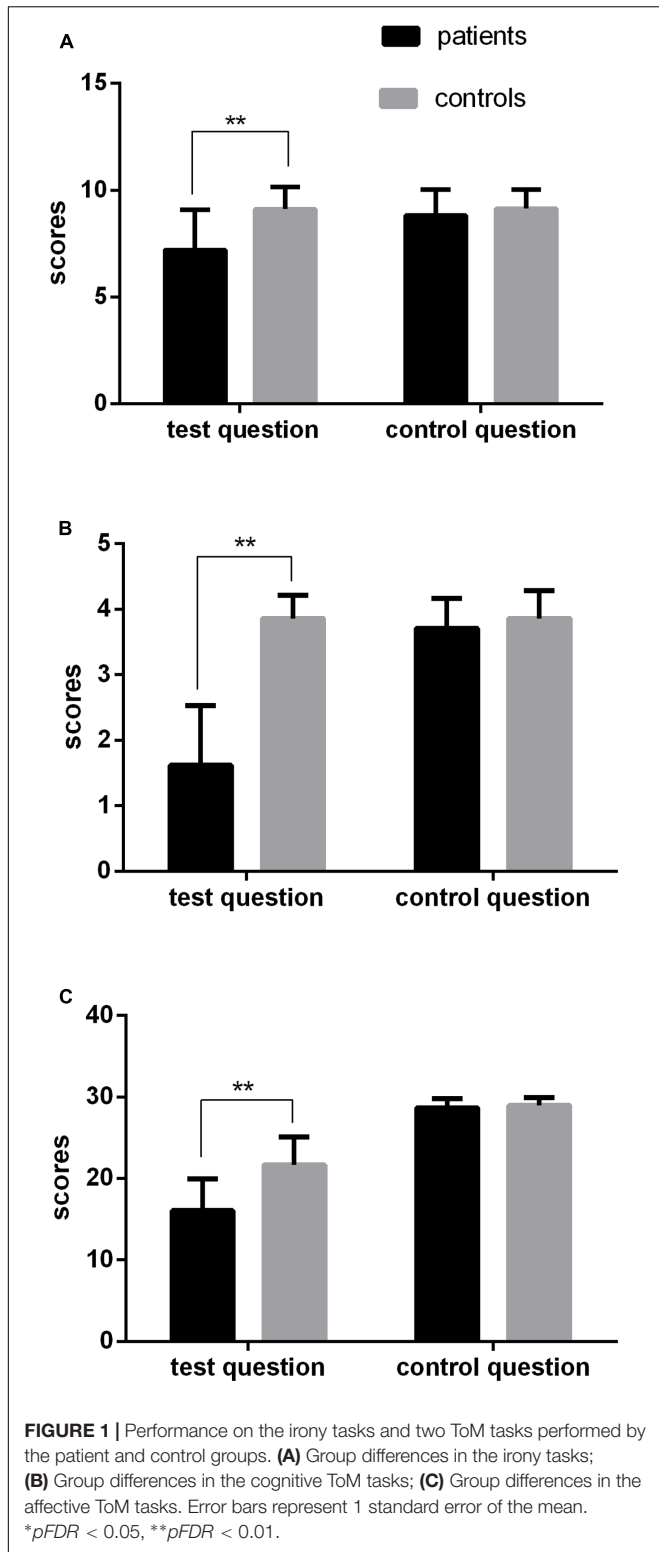 A
patients
controls
15
10
5
0
scores
**
test question
control question
B
5
4
3
2
1
0
scores
**
test question
control question
C
40
30
20
10
0
scores
**
test question
control question
FIGURE 1 | Performance on the irony tasks and two ToM tasks performed by
the patient and control groups. (A) Group differences in the irony tasks;
(B) Group differences in the cognitive ToM tasks; (C) Group differences in the
affective ToM tasks. Error bars represent 1 standard error of the mean.
*pFDR < 0.05, **pFDR < 0.01.